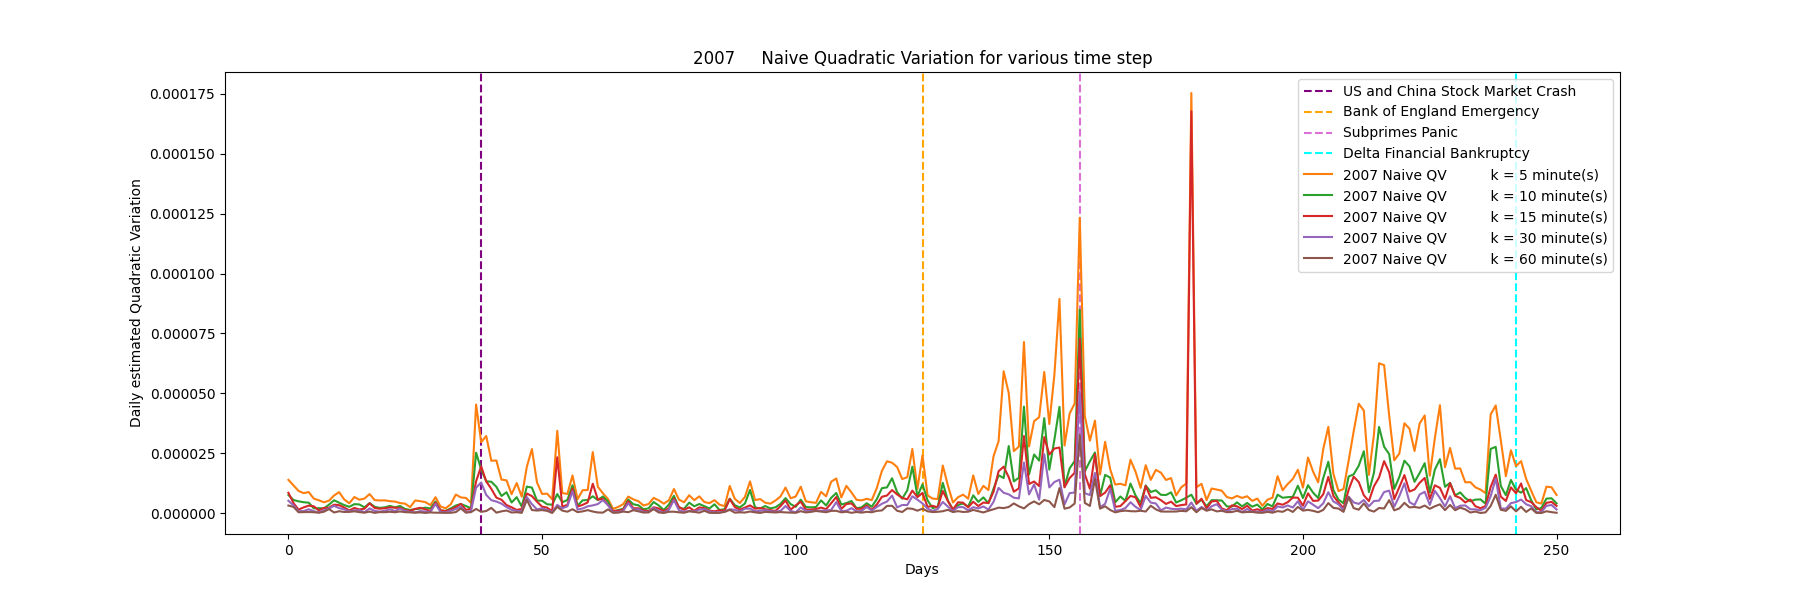 2007 Naive Quadratic Variation for various time step
Daily estimated Quadratic Variation
0.000175
0.000150
0.000125
0.000100
0.000075
0.000050
0.000025
0.000000
US and China Stock Market Crash
Bank of England Emergency
Subprimes Panic
Delta Financial Bankruptcy
2007 Naive QV k = 5 minute(s)
2007 Naive QV k = 10 minute(s)
2007 Naive QV k = 15 minute(s)
2007 Naive QV k = 30 minute(s)
2007 Naive QV k = 60 minute(s)
0 50 100 150 200 250
Days